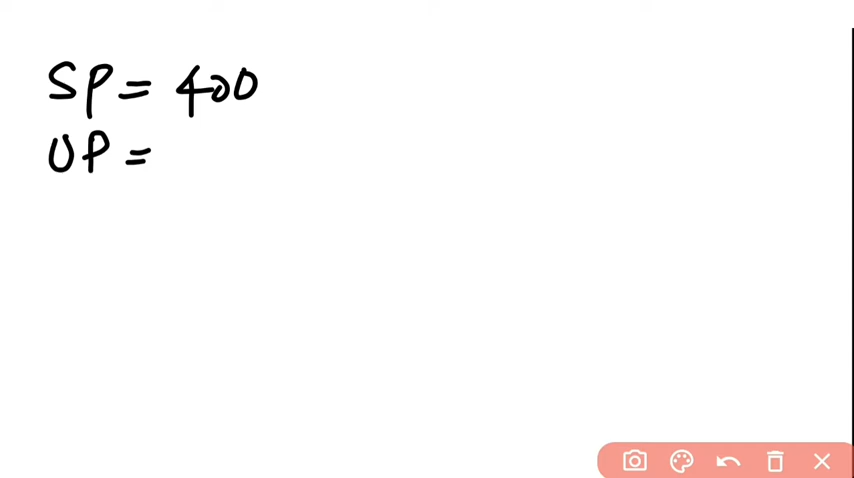 SP = 400
UP =